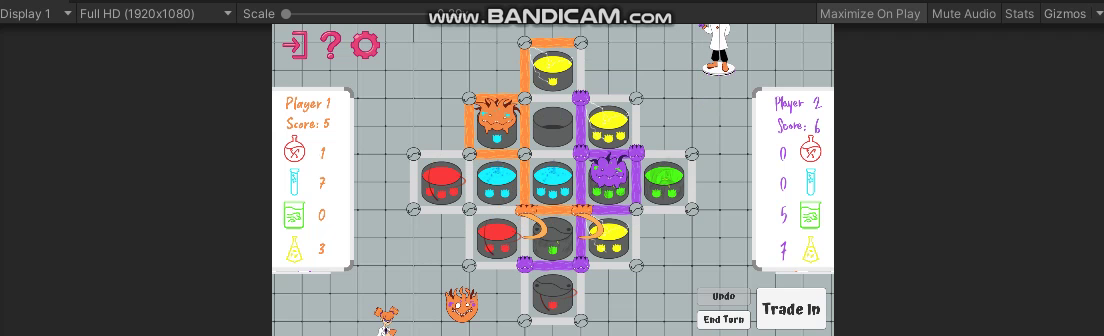 Display 1
Full HD (1920x1080)
Scale
www.BANDICAM.com
Maximize On Play
Mute Audio
Stats
Gizmos
?
Player 1
Score: 5
1
7
0
3
Player 2
Score: 6
0
0
5
7
Undo
End Turn
Trade In